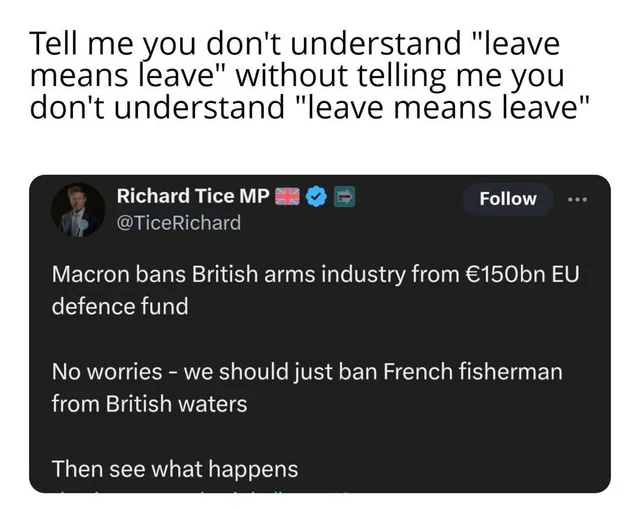 Tell me you don't understand "leave
means leave" without telling me you
don't understand "leave means leave"
Richard Tice MP
Follow
@TiceRichard
Macron bans British arms industry from €150bn EU
defence fund
No worries - we should just ban French fisherman
from British waters
Then see what happens